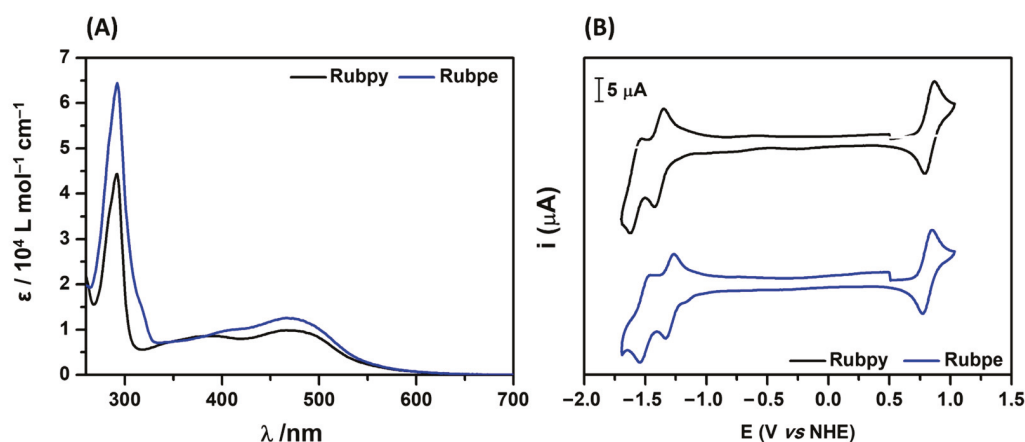 (A)
7
6
5
4
3
2
1
0
ε / 10⁴ L mol⁻¹ cm⁻¹
Rubpy Rubpe
300 400 500 600 700
λ /nm
(B)
5 μA
i (μA)
Rubpy Rubpe
−2.0 −1.5 −1.0 −0.5 0.0 0.5 1.0 1.5
E (V vs NHE)